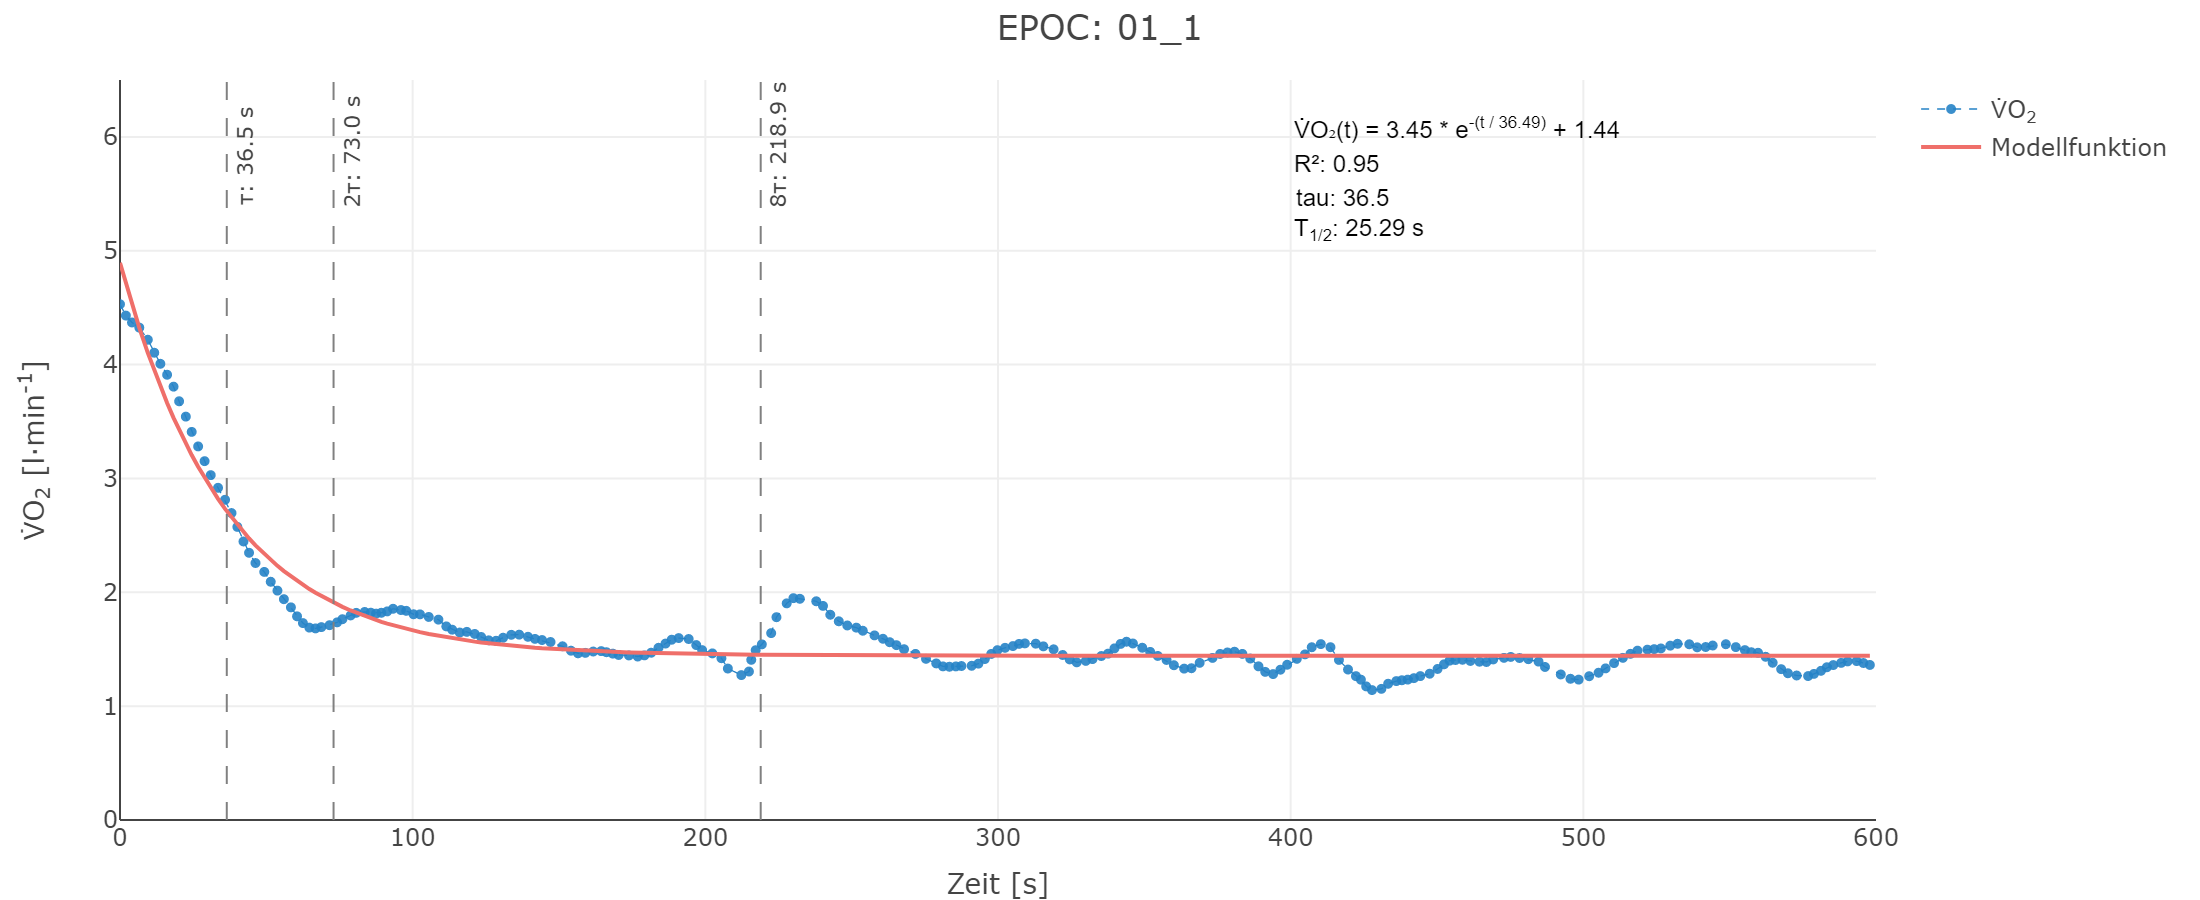 EPOC: 01_1
τ: 36.5 s
2τ: 73.0 s
8τ: 218.9 s
V̇O₂(t) = 3.45 * e^-(t / 36.49) + 1.44
R²: 0.95
tau: 36.5
T1/2: 25.29 s
V̇O₂
Modellfunktion
V̇O₂ [l·min⁻¹]
6
5
4
3
2
1
0
0 100 200 300 400 500 600
Zeit [s]